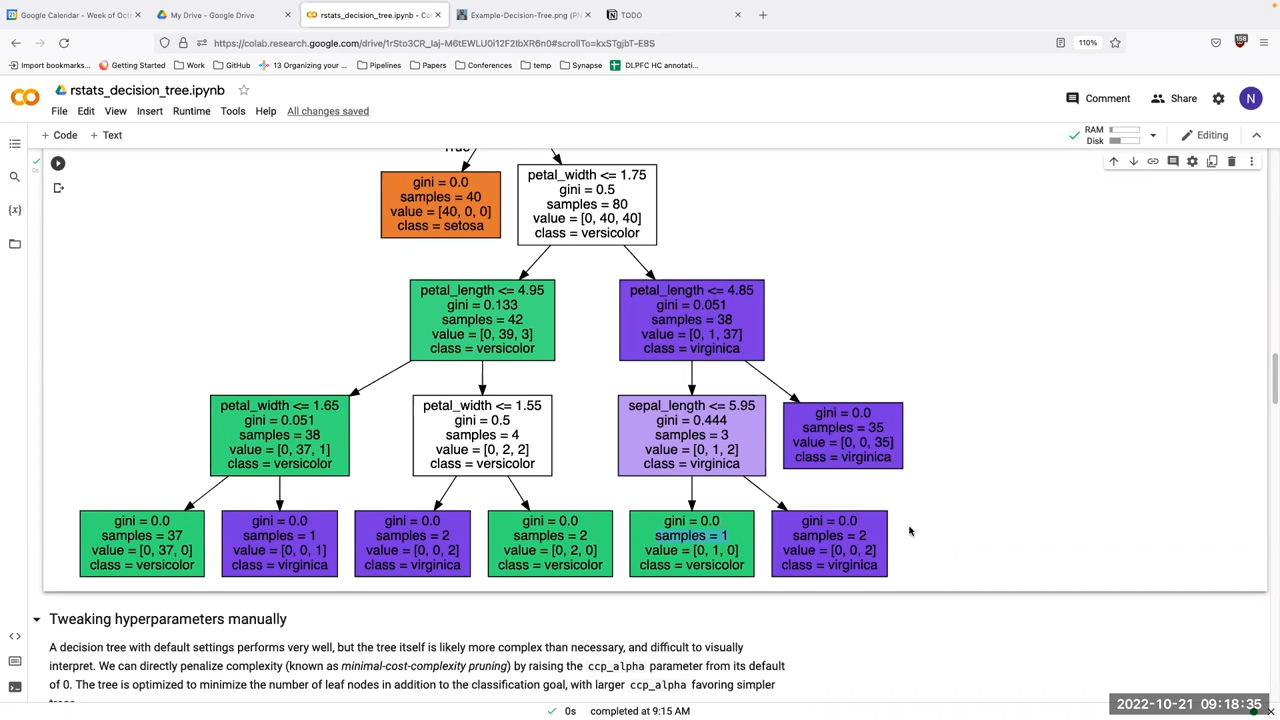 Google Calendar - Week of Oct
My Drive - Google Drive
rstats_decision_tree.ipynb - Co
Example-Decision-Tree.png (PN
TODO
https://colab.research.google.com/drive/1rSto3CR_Iaj-M6tEWLU0i12F2IbXR6n0#scrollTo=kxSTgjbT-E8S
110%
158
Import bookmarks...
Getting Started
Work
GitHub
13 Organizing your ...
Pipelines
Papers
Conferences
temp
Synapse
DLPFC HC annotati...
rstats_decision_tree.ipynb
Comment
Share
N
File Edit View Insert Runtime Tools Help All changes saved
+ Code + Text
RAM
Disk
Editing
True
0s
gini = 0.0
samples = 40
value = [40, 0, 0]
class = setosa
petal_width <= 1.75
gini = 0.5
samples = 80
value = [0, 40, 40]
class = versicolor
petal_length <= 4.95
gini = 0.133
samples = 42
value = [0, 39, 3]
class = versicolor
petal_length <= 4.85
gini = 0.051
samples = 38
value = [0, 1, 37]
class = virginica
petal_width <= 1.65
gini = 0.051
samples = 38
value = [0, 37, 1]
class = versicolor
petal_width <= 1.55
gini = 0.5
samples = 4
value = [0, 2, 2]
class = versicolor
sepal_length <= 5.95
gini = 0.444
samples = 3
value = [0, 1, 2]
class = virginica
gini = 0.0
samples = 35
value = [0, 0, 35]
class = virginica
gini = 0.0
samples = 37
value = [0, 37, 0]
class = versicolor
gini = 0.0
samples = 1
value = [0, 0, 1]
class = virginica
gini = 0.0
samples = 2
value = [0, 0, 2]
class = virginica
gini = 0.0
samples = 2
value = [0, 2, 0]
class = versicolor
gini = 0.0
samples = 1
value = [0, 1, 0]
class = versicolor
gini = 0.0
samples = 2
value = [0, 0, 2]
class = virginica
Tweaking hyperparameters manually
A decision tree with default settings performs very well, but the tree itself is likely more complex than necessary, and difficult to visually
interpret. We can directly penalize complexity (known as minimal-cost-complexity pruning) by raising the ccp_alpha parameter from its default
of 0. The tree is optimized to minimize the number of leaf nodes in addition to the classification goal, with larger ccp_alpha favoring simpler
0s completed at 9:15 AM
2022-10-21 09:18:35